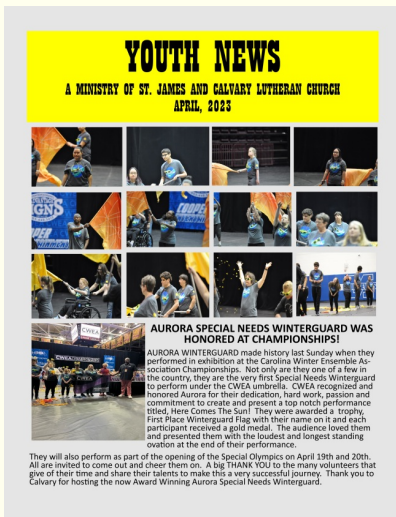 YOUTH NEWS
A MINISTRY OF ST. JAMES AND CALVARY LUTHERAN CHURCH
APRIL, 2023
SIGNS
COOPER
COOPER
CWEA
CWEA
AURORA SPECIAL NEEDS WINTERGUARD WAS
HONORED AT CHAMPIONSHIPS!
AURORA WINTERGUARD made history last Sunday when they
performed in exhibition at the Carolina Winter Ensemble As-
sociation Championships.  Not only are they one of a few in
the country, they are the very first Special Needs Winterguard
to perform under the CWEA umbrella.  CWEA recognized and
honored Aurora for their dedication, hard work, passion and
commitment to create and present a top notch performance
titled, Here Comes The Sun!  They were awarded a  trophy,
First Place Winterguard Flag with their name on it and each
participant received a gold medal.  The audience loved them
and presented them with the loudest and longest standing
ovation at the end of their performance.
They will also perform as part of the opening of the Special Olympics on April 19th and 20th.
All are invited to come out and cheer them on.  A big THANK YOU to the many volunteers that
give of their time and share their talents to make this a very successful journey.  Thank you to
Calvary for hosting the now Award Winning Aurora Special Needs Winterguard.